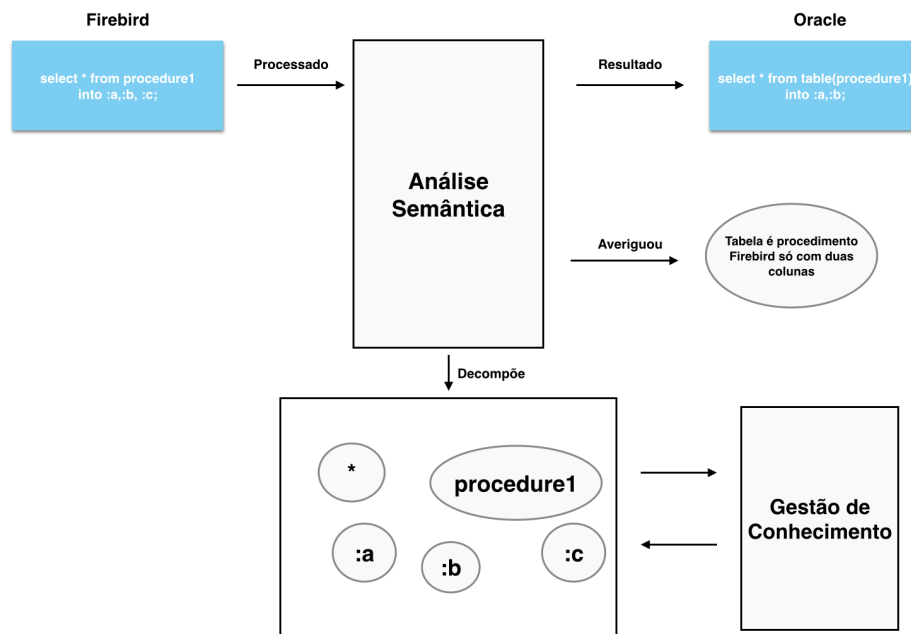 Firebird
Oracle
select * from procedure1
into :a,:b, :c;
Processado
Análise
Semântica
Resultado
select * from table(procedure1)
into :a,:b;
Averiguou
Tabela é procedimento
Firebird só com duas
colunas
Decompõe
*
procedure1
:a
:b
:c
Gestão de
Conhecimento